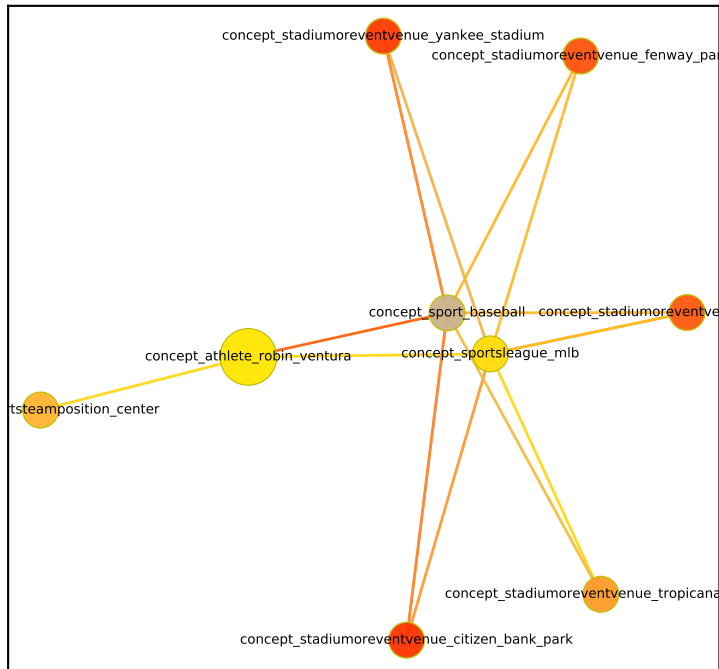 concept_stadiumoreventvenue_yankee_stadium
concept_stadiumoreventvenue_fenway_par
concept_sport_baseball
concept_stadiumoreventve
concept_athlete_robin_ventura
concept_sportsleague_mlb
rtsteamposition_center
concept_stadiumoreventvenue_tropicana
concept_stadiumoreventvenue_citizen_bank_park